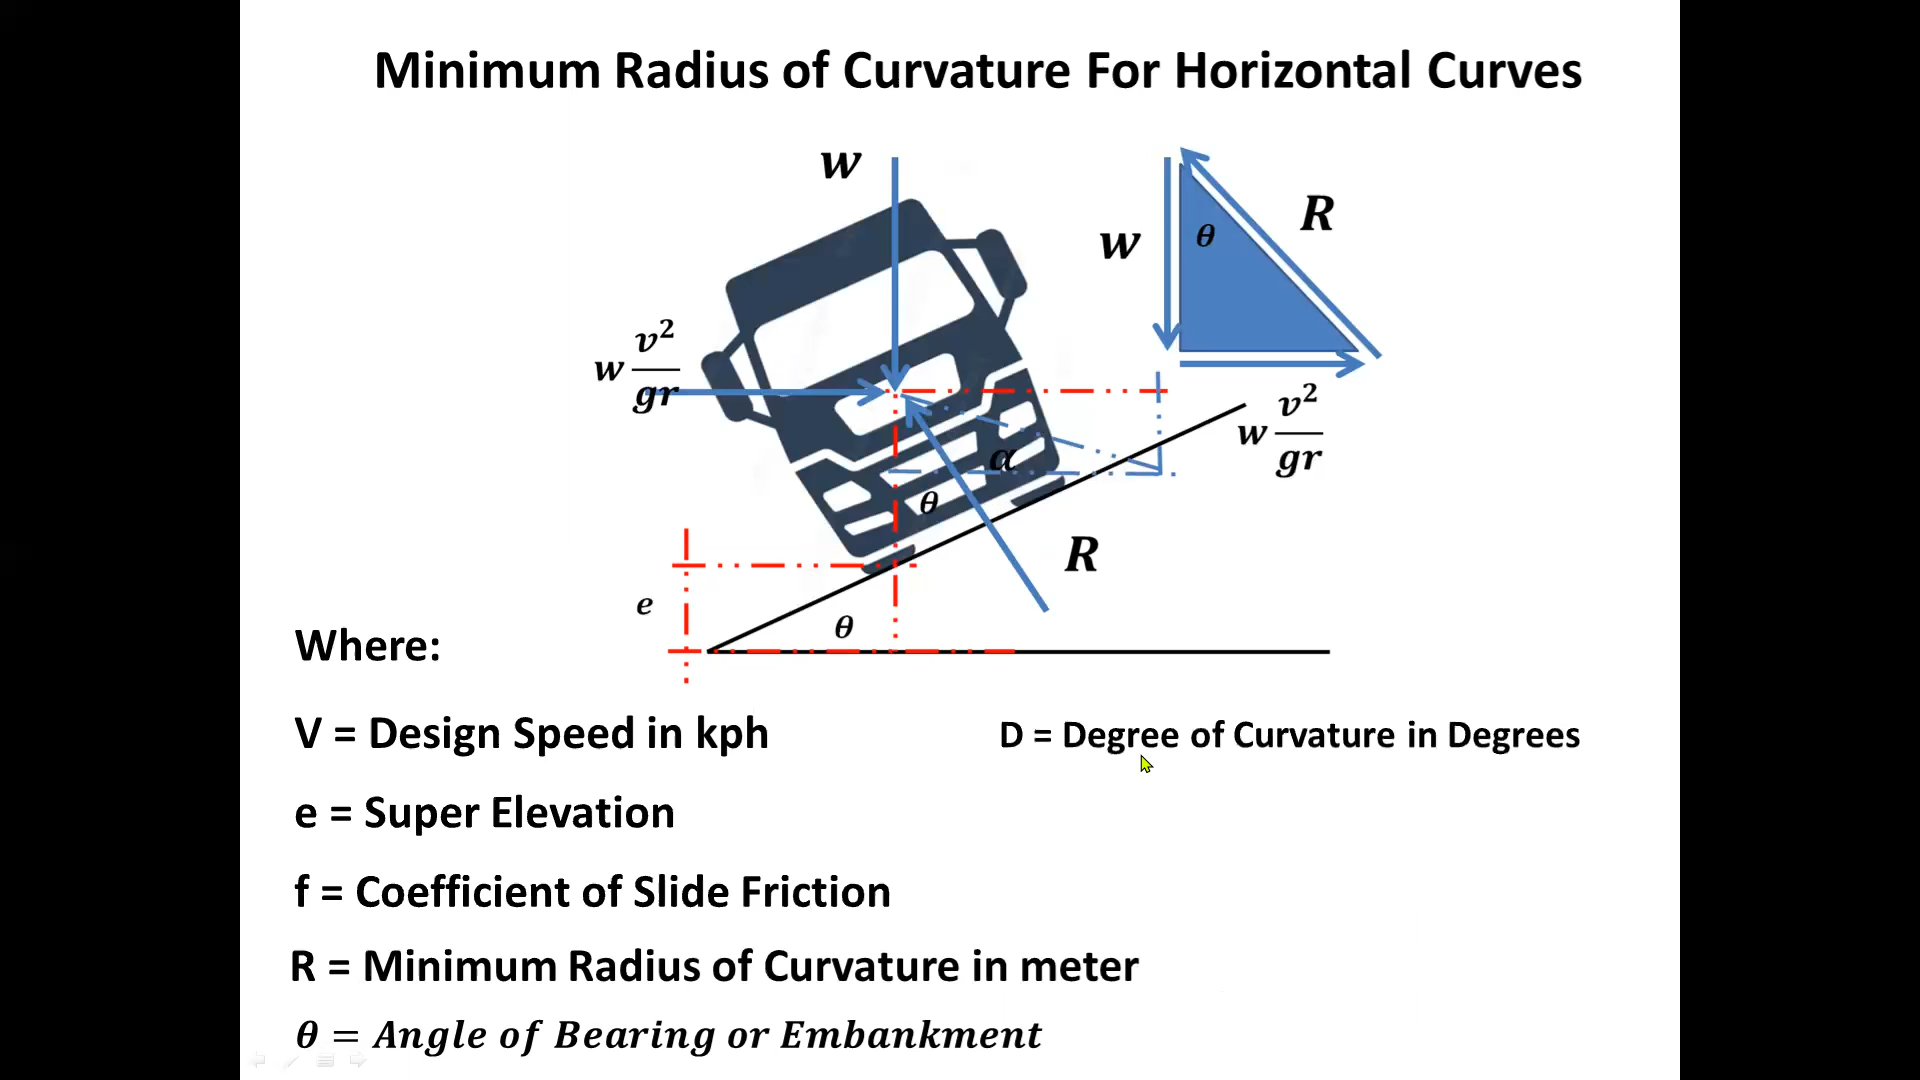 Minimum Radius of Curvature For Horizontal Curves
w
R
w
θ
w v²/gr
w v²/gr
α
θ
R
e
θ
Where:
V = Design Speed in kph
D = Degree of Curvature in Degrees
e = Super Elevation
f = Coefficient of Slide Friction
R = Minimum Radius of Curvature in meter
θ = Angle of Bearing or Embankment